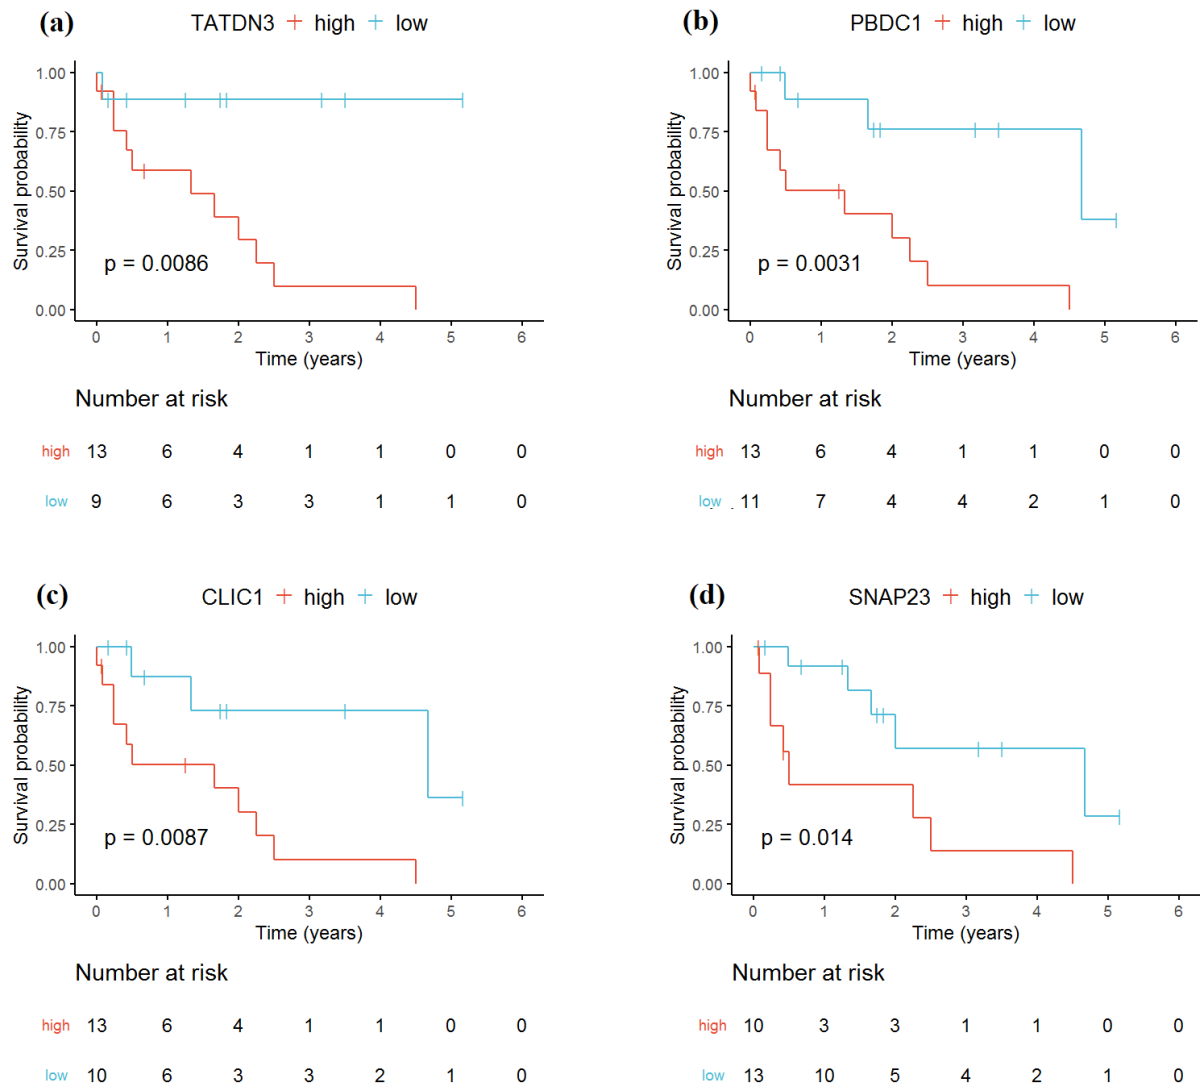 (a) TATDN3 high low
1.00
0.75
0.50
0.25
0.00
Survival probability
p = 0.0086
0 1 2 3 4 5 6
Time (years)
Number at risk
high 13 6 4 1 1 0 0
low 9 6 3 3 1 1 0
(b) PBDC1 high low
1.00
0.75
0.50
0.25
0.00
Survival probability
p = 0.0031
0 1 2 3 4 5 6
Time (years)
Number at risk
high 13 6 4 1 1 0 0
low 11 7 4 4 2 1 0
(c) CLIC1 high low
1.00
0.75
0.50
0.25
0.00
Survival probability
p = 0.0087
0 1 2 3 4 5 6
Time (years)
Number at risk
high 13 6 4 1 1 0 0
low 10 6 3 3 2 1 0
(d) SNAP23 high low
1.00
0.75
0.50
0.25
0.00
Survival probability
p = 0.014
0 1 2 3 4 5 6
Time (years)
Number at risk
high 10 3 3 1 1 0 0
low 13 10 5 4 2 1 0